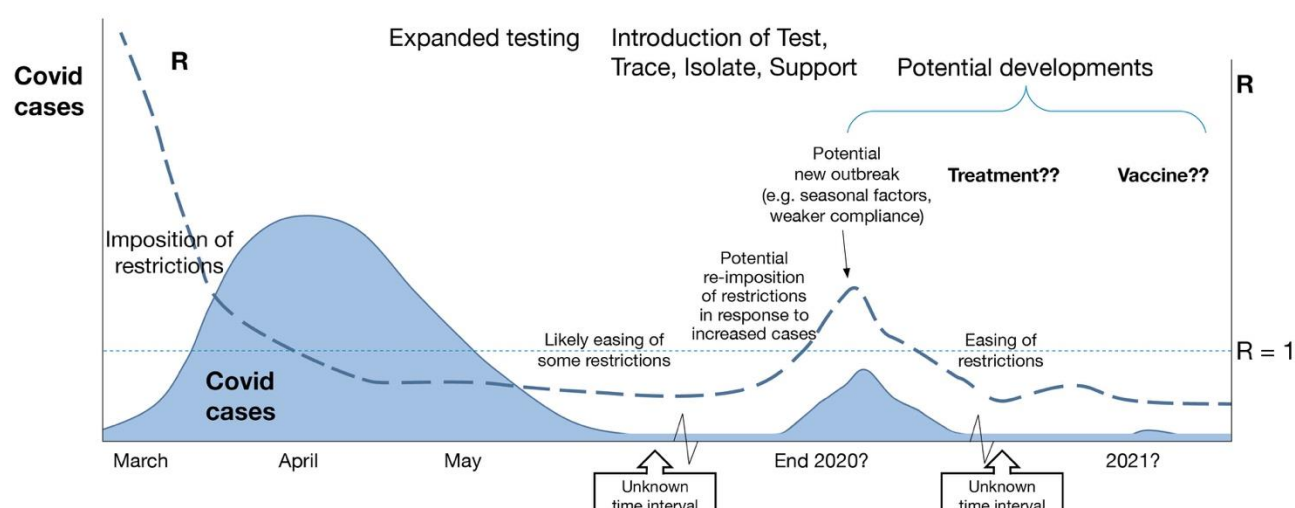 Covid
cases
R
Expanded testing
Introduction of Test,
Trace, Isolate, Support
Potential developments
R
Potential
new outbreak
(e.g. seasonal factors,
weaker compliance)
Treatment??
Vaccine??
Imposition of
restrictions
Potential
re-imposition
of restrictions
in response to
increased cases
Likely easing of
some restrictions
Easing of
restrictions
R = 1
Covid
cases
March
April
May
End 2020?
2021?
Unknown
time interval
Unknown
time interval